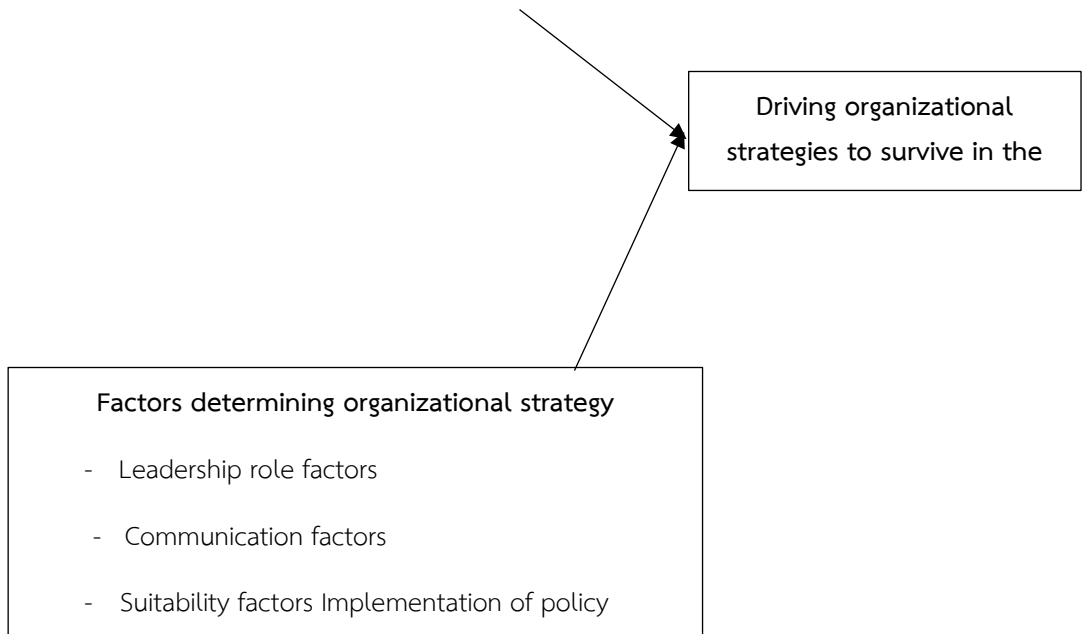 Driving organizational
strategies to survive in the
Factors determining organizational strategy
- Leadership role factors
- Communication factors
- Suitability factors Implementation of policy